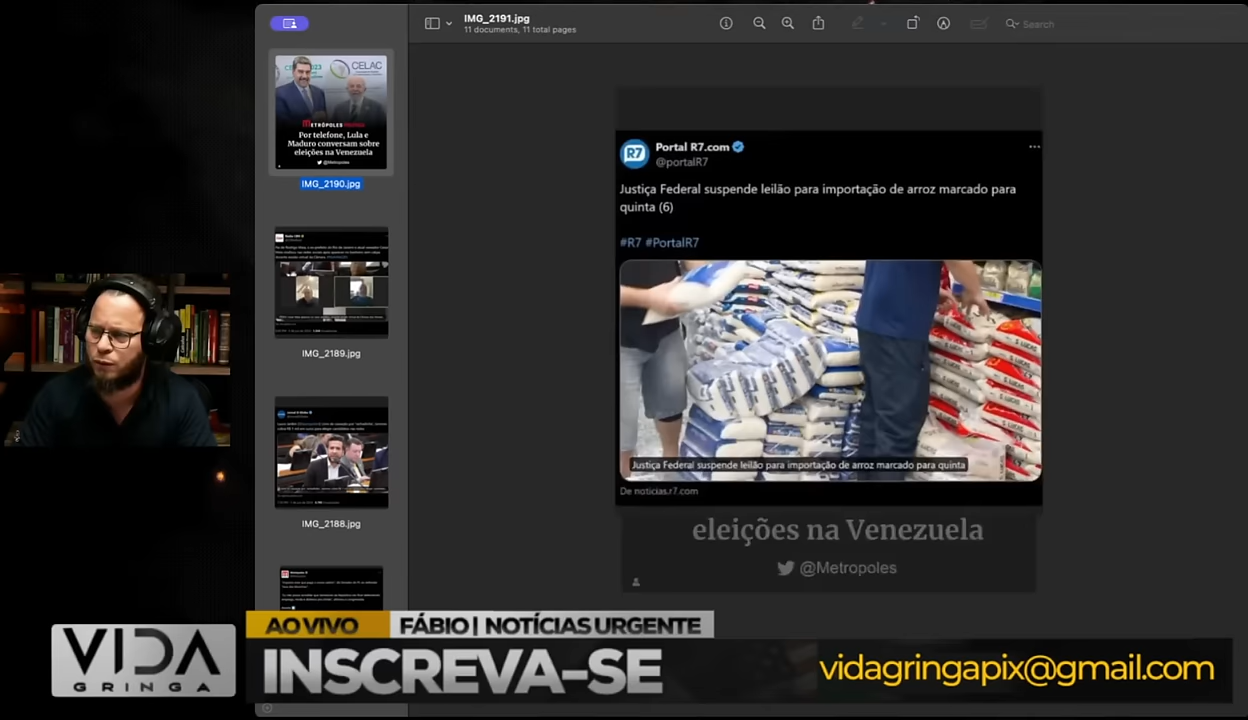 IMG_2191.jpg
11 documents, 11 total pages
Search
CELAC
METRÓPOLES
Por telefone, Lula e
Maduro conversam sobre
eleições na Venezuela
@Metropoles
IMG_2190.jpg
IMG_2189.jpg
IMG_2188.jpg
R7
Portal R7.com
@portalR7
Justiça Federal suspende leilão para importação de arroz marcado para
quinta (6)
#R7 #PortalR7
Justiça Federal suspende leilão para importação de arroz marcado para quinta
De noticias.r7.com
eleições na Venezuela
@Metropoles
AO VIVO
FÁBIO | NOTÍCIAS URGENTE
VIDA
GRINGA
INSCREVA-SE
vidagringapix@gmail.com